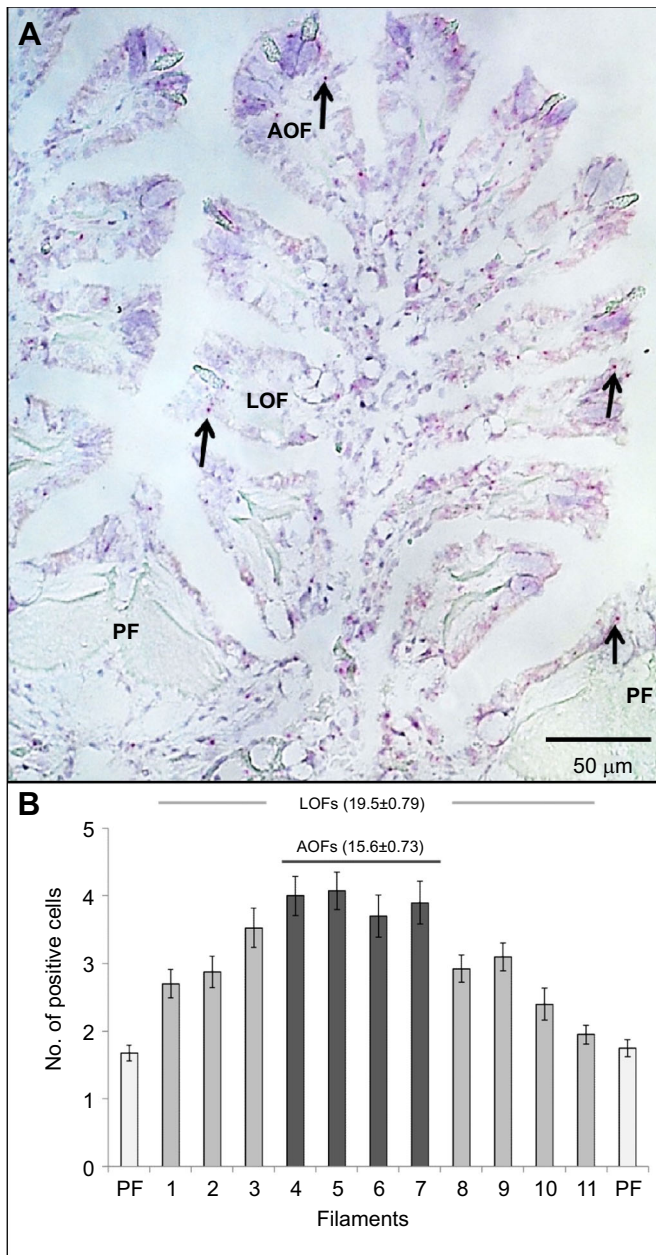 A
AOF
LOF
PF
PF
50 μm
B
LOFs (19.5±0.79)
AOFs (15.6±0.73)
No. of positive cells
5
4
3
2
1
0
PF 1 2 3 4 5 6 7 8 9 10 11 PF
Filaments